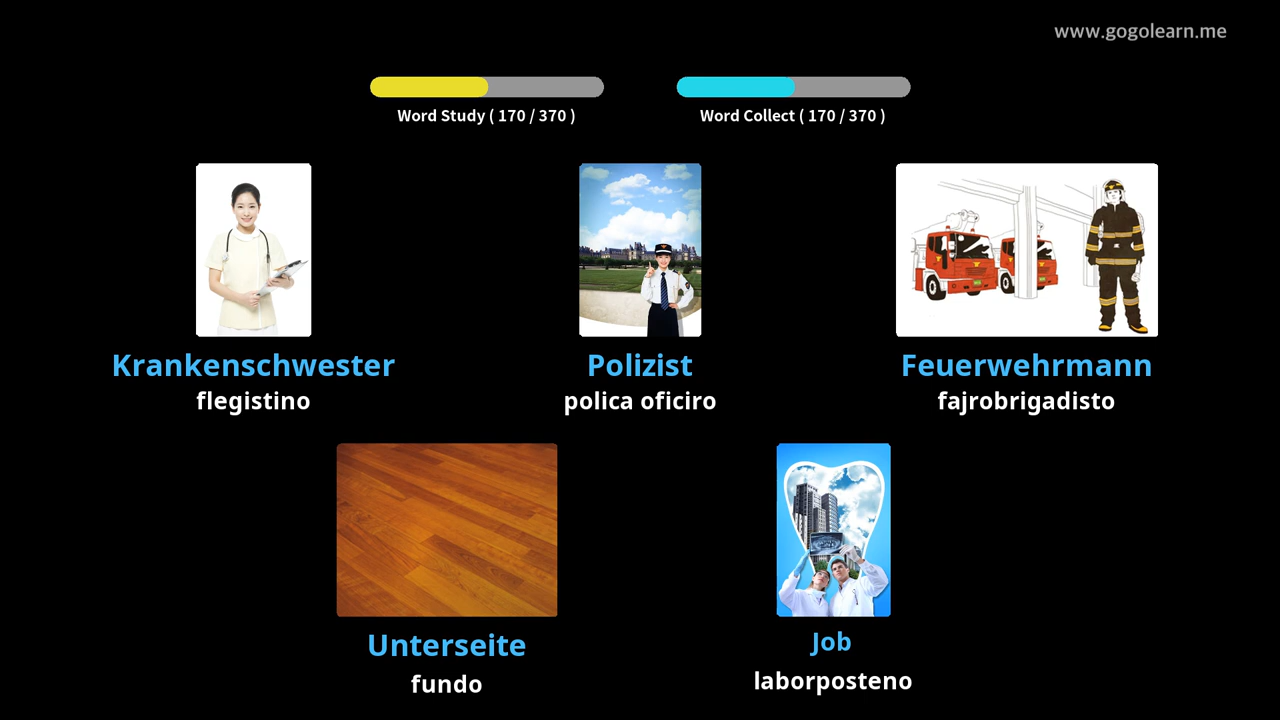 www.gogolearn.me
Word Study ( 170 / 370 )
Word Collect ( 170 / 370 )
Krankenschwester
flegistino
Polizist
polica oficiro
Feuerwehrmann
fajrobrigadisto
Unterseite
fundo
Job
laborposteno